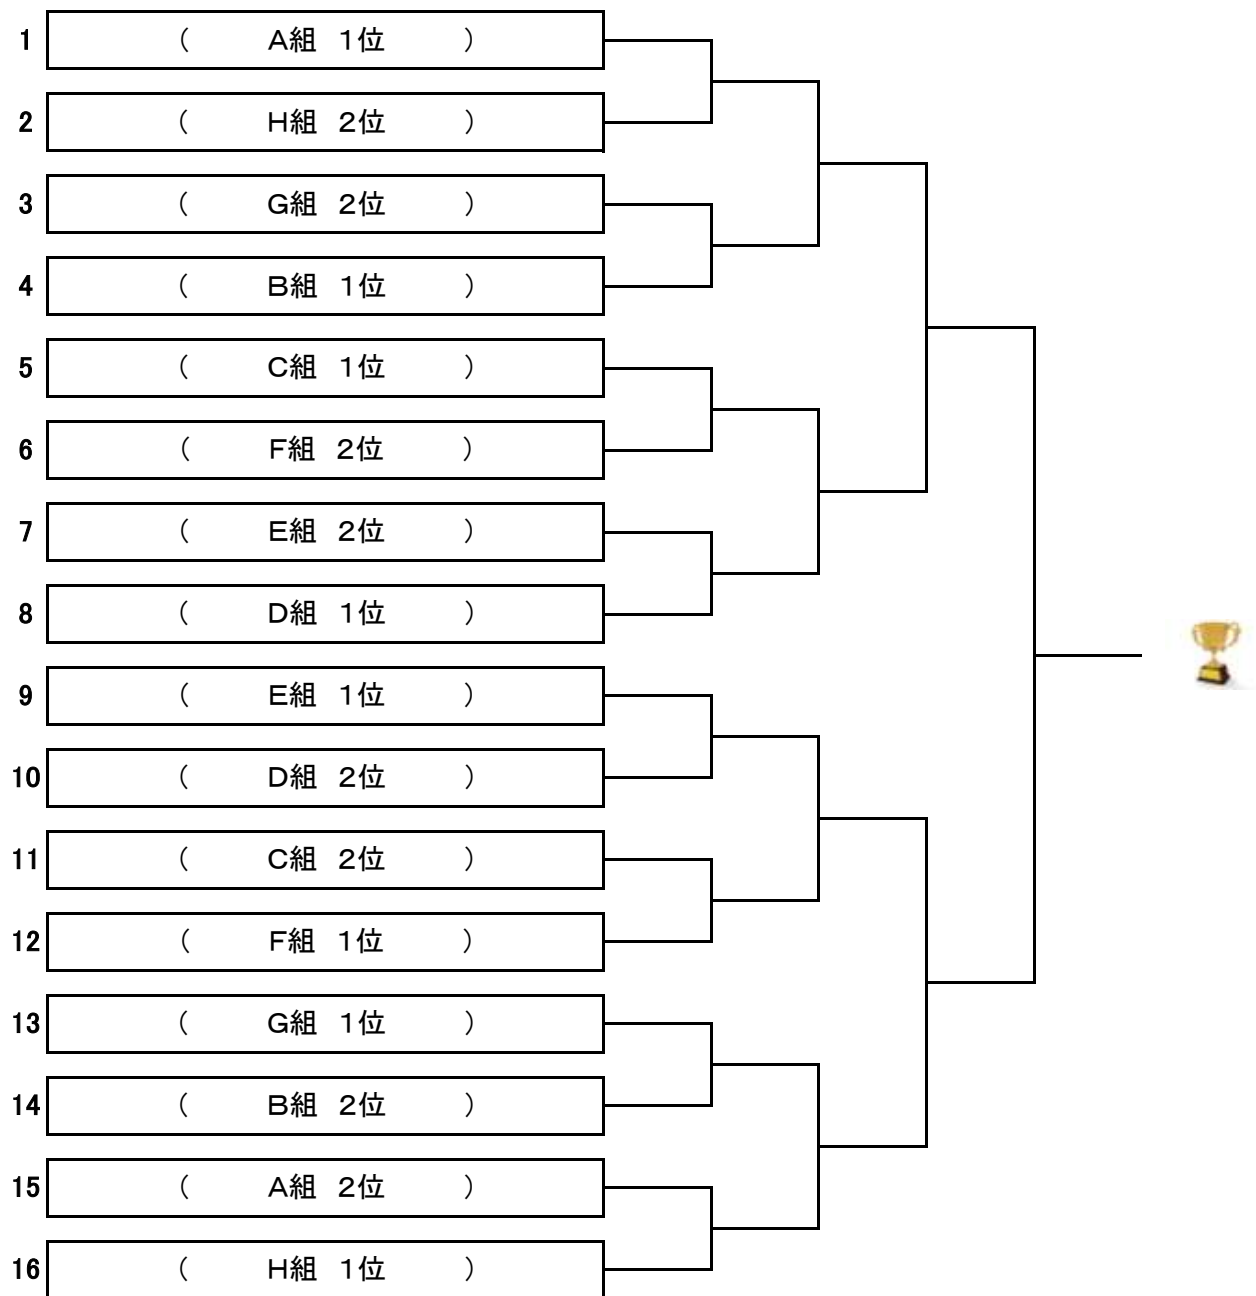 1 （ A組 1位 ）
2 （ H組 2位 ）
3 （ G組 2位 ）
4 （ B組 1位 ）
5 （ C組 1位 ）
6 （ F組 2位 ）
7 （ E組 2位 ）
8 （ D組 1位 ）
9 （ E組 1位 ）
10 （ D組 2位 ）
11 （ C組 2位 ）
12 （ F組 1位 ）
13 （ G組 1位 ）
14 （ B組 2位 ）
15 （ A組 2位 ）
16 （ H組 1位 ）